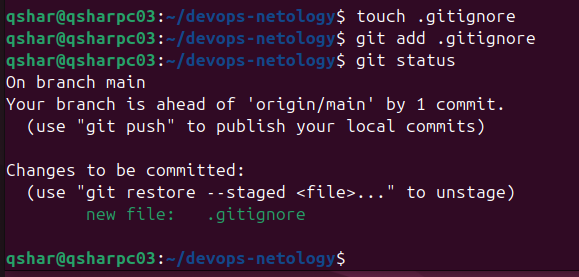 qshar@qsharpc03:~/devops-netology$ touch .gitignore
qshar@qsharpc03:~/devops-netology$ git add .gitignore
qshar@qsharpc03:~/devops-netology$ git status
On branch main
Your branch is ahead of 'origin/main' by 1 commit.
  (use "git push" to publish your local commits)

Changes to be committed:
  (use "git restore --staged <file>..." to unstage)
        new file:   .gitignore

qshar@qsharpc03:~/devops-netology$